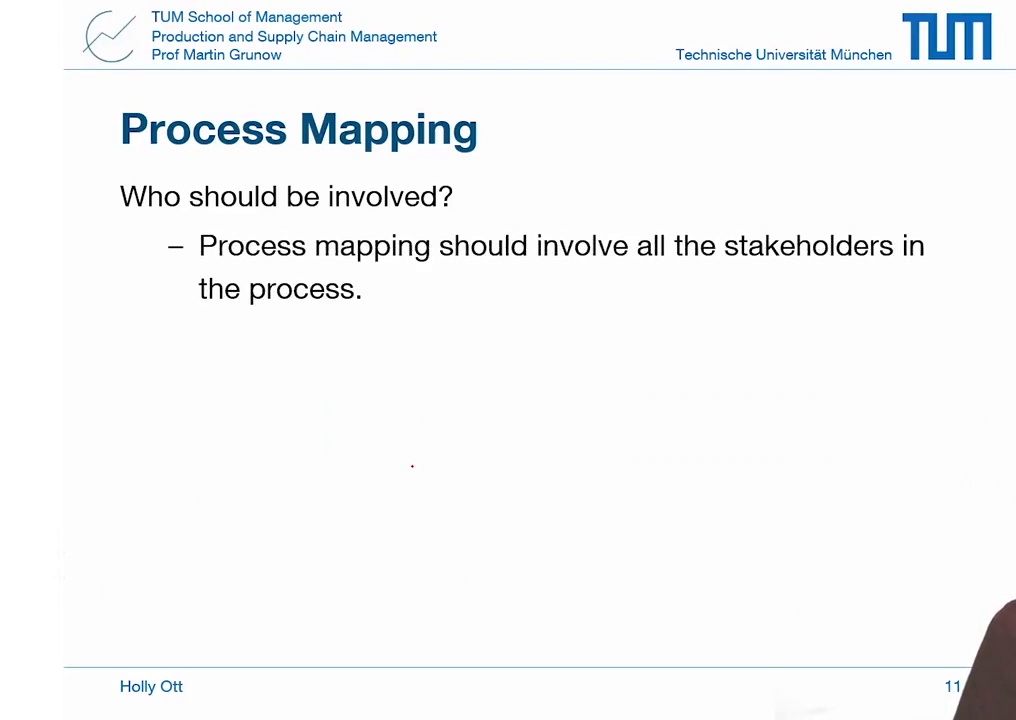 TUM School of Management
Production and Supply Chain Management
Prof Martin Grunow
Technische Universität München
TUM
Process Mapping
Who should be involved?
– Process mapping should involve all the stakeholders in
the process.
Holly Ott
11